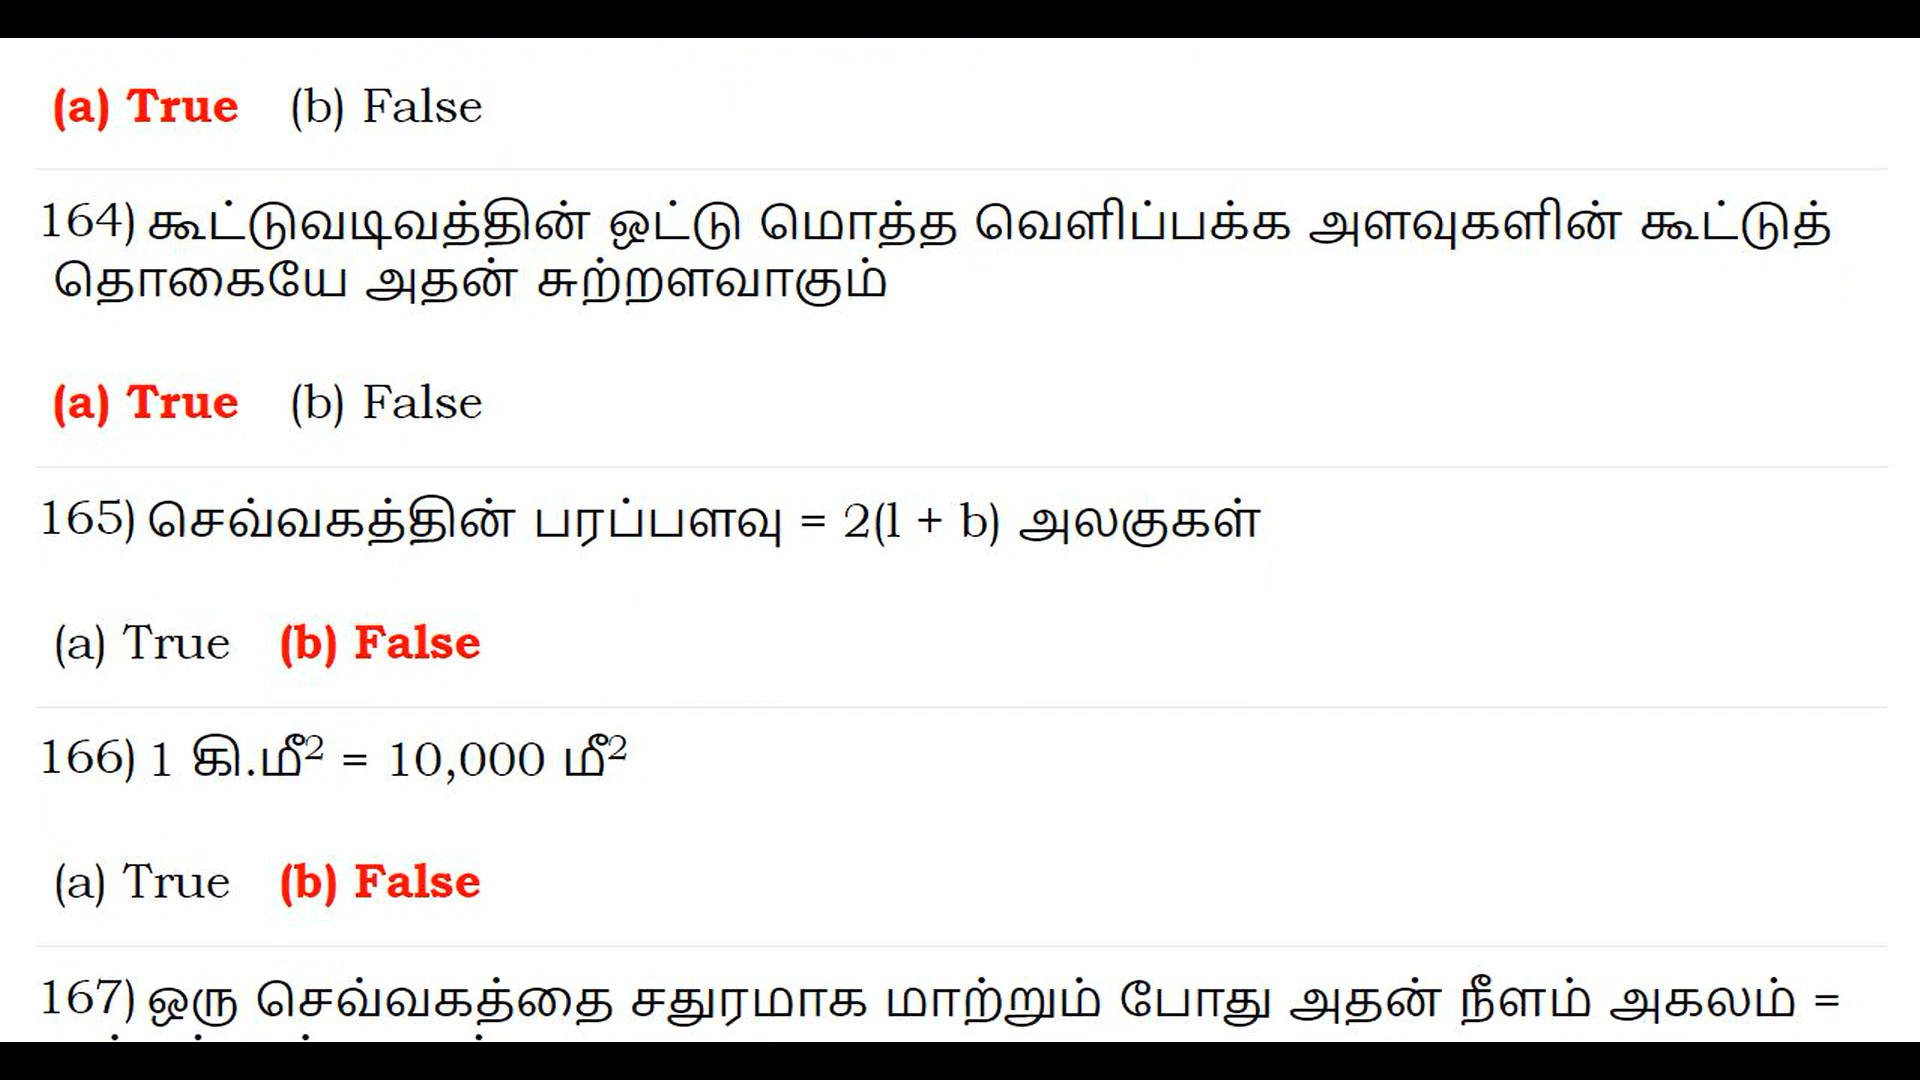 (a) True (b) False
164) கூட்டுவடிவத்தின் ஒட்டு மொத்த வெளிப்பக்க அளவுகளின் கூட்டுத்
தொகையே அதன் சுற்றளவாகும்
(a) True (b) False
165) செவ்வகத்தின் பரப்பளவு = 2(l + b) அலகுகள்
(a) True (b) False
166) 1 கி.மீ² = 10,000 மீ²
(a) True (b) False
167) ஒரு செவ்வகத்தை சதுரமாக மாற்றும் போது அதன் நீளம் அகலம் =